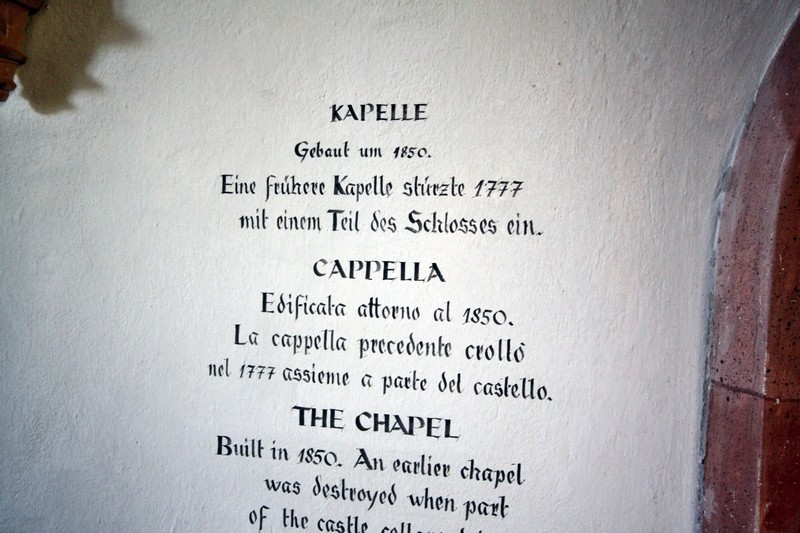 KAPELLE
Gebaut um 1850.
Eine frühere Kapelle stürzte 1777
mit einem Teil des Schlosses ein.
CAPPELLA
Edificata attorno al 1850.
La cappella precedente crollò
nel 1777 assieme a parte del castello.
THE CHAPEL
Built in 1850. An earlier chapel
was destroyed when part
of the castle